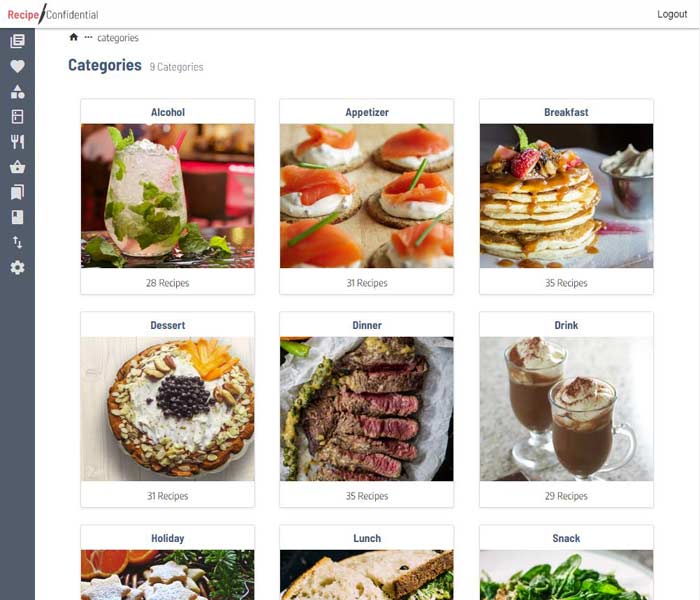 Recipe/Confidential
Logout
categories
Categories 9 Categories
Alcohol
Appetizer
Breakfast
28 Recipes
31 Recipes
35 Recipes
Dessert
Dinner
Drink
31 Recipes
35 Recipes
29 Recipes
Holiday
Lunch
Snack